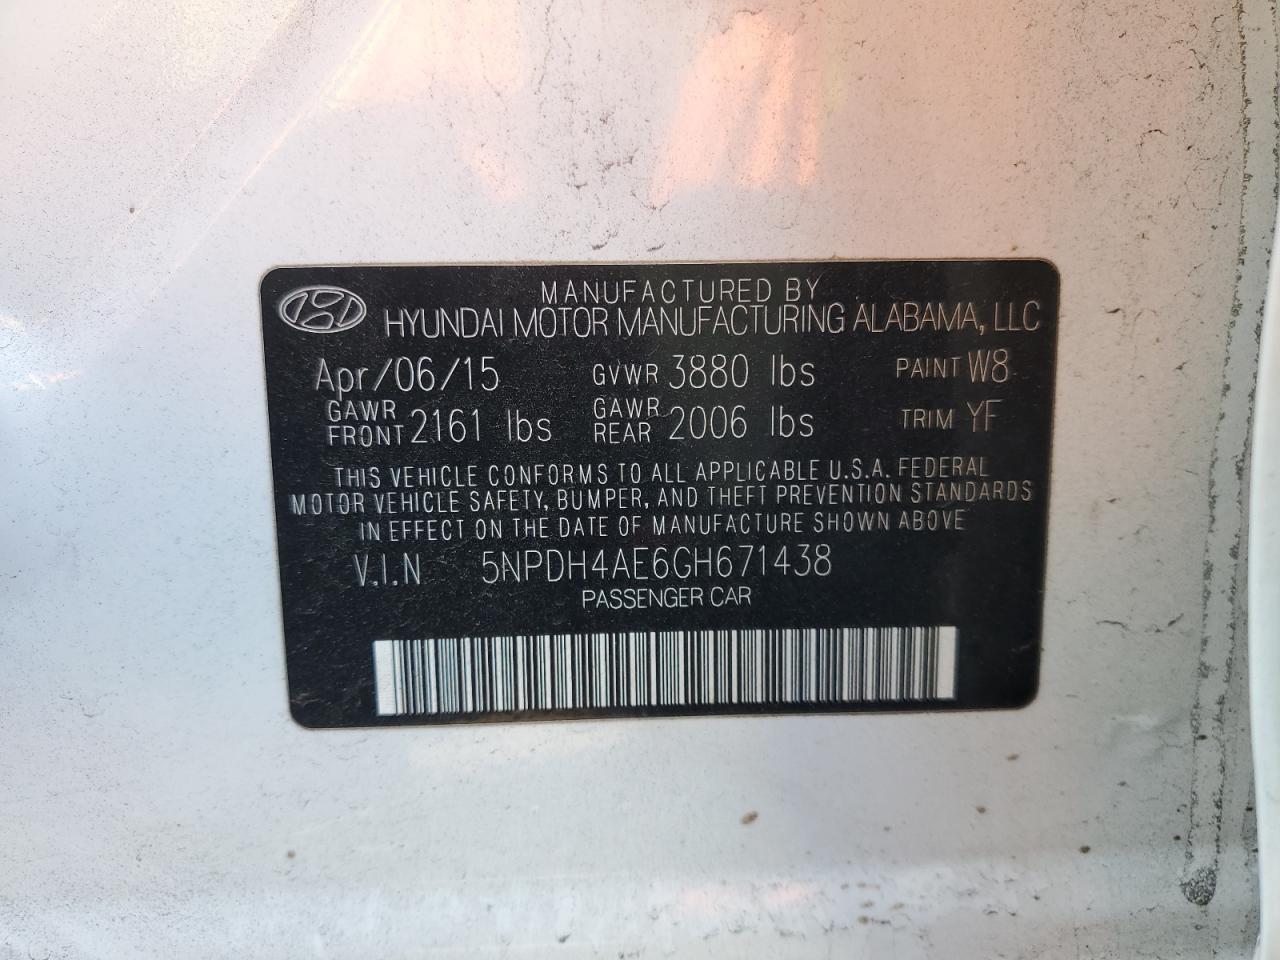 MANUFACTURED BY
HYUNDAI MOTOR MANUFACTURING ALABAMA, LLC
Apr/06/15 GVWR 3880 lbs PAINT W8
GAWR FRONT 2161 lbs GAWR REAR 2006 lbs TRIM YF
THIS VEHICLE CONFORMS TO ALL APPLICABLE U.S.A. FEDERAL
MOTOR VEHICLE SAFETY, BUMPER, AND THEFT PREVENTION STANDARDS
IN EFFECT ON THE DATE OF MANUFACTURE SHOWN ABOVE
V.I.N 5NPDH4AE6GH671438
PASSENGER CAR